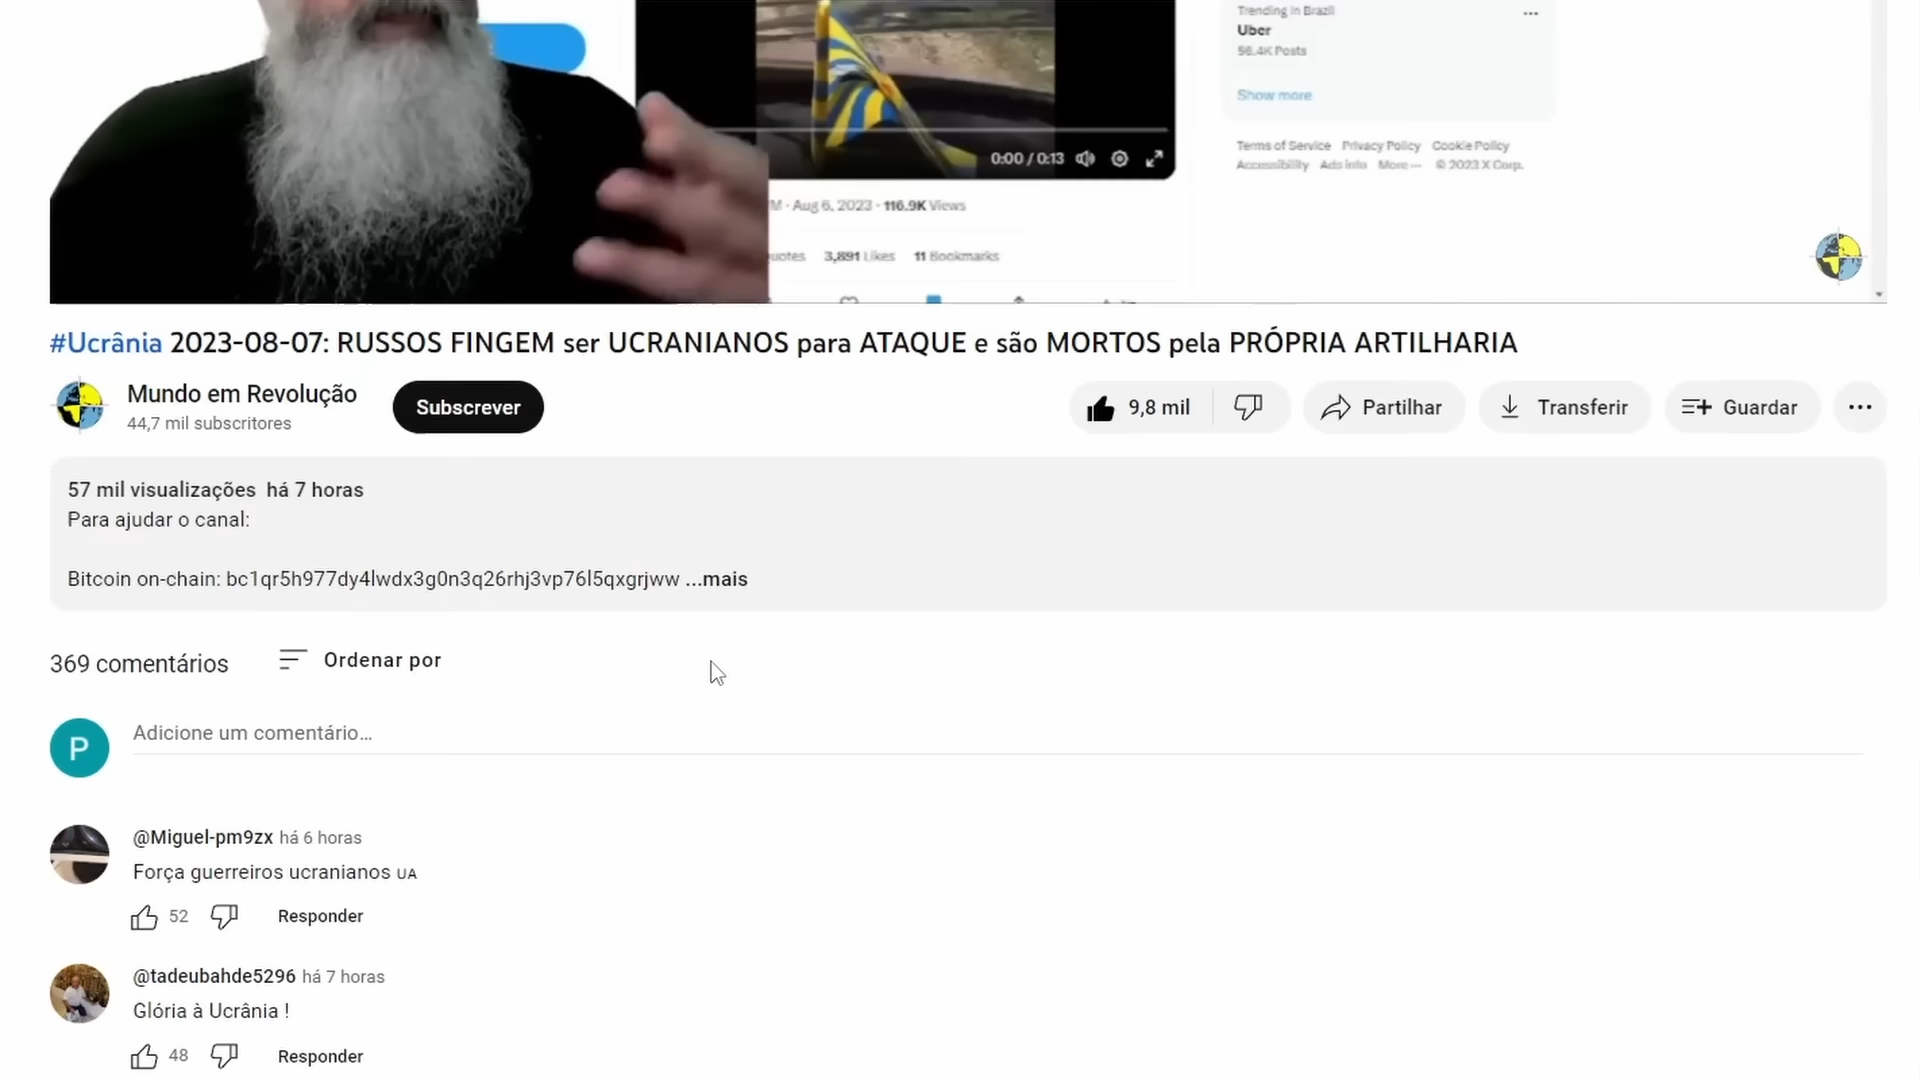 Trending in Brazil
Uber
56.4K Posts
Show more
Terms of Service Privacy Policy Cookie Policy
Accessibility Ads info More ··· © 2023 X Corp.
0:00 / 0:13
M · Aug 6, 2023 · 116.9K Views
uotes 3,891 Likes 11 Bookmarks
#Ucrânia 2023-08-07: RUSSOS FINGEM ser UCRANIANOS para ATAQUE e são MORTOS pela PRÓPRIA ARTILHARIA
Mundo em Revolução
44,7 mil subscritores
Subscrever
9,8 mil
Partilhar
Transferir
Guardar
57 mil visualizações há 7 horas
Para ajudar o canal:
Bitcoin on-chain: bc1qr5h977dy4lwdx3g0n3q26rhj3vp76l5qxgrjww ...mais
369 comentários
Ordenar por
P
Adicione um comentário…
@Miguel-pm9zx há 6 horas
Força guerreiros ucranianos UA
52
Responder
@tadeubahde5296 há 7 horas
Glória à Ucrânia !
48
Responder